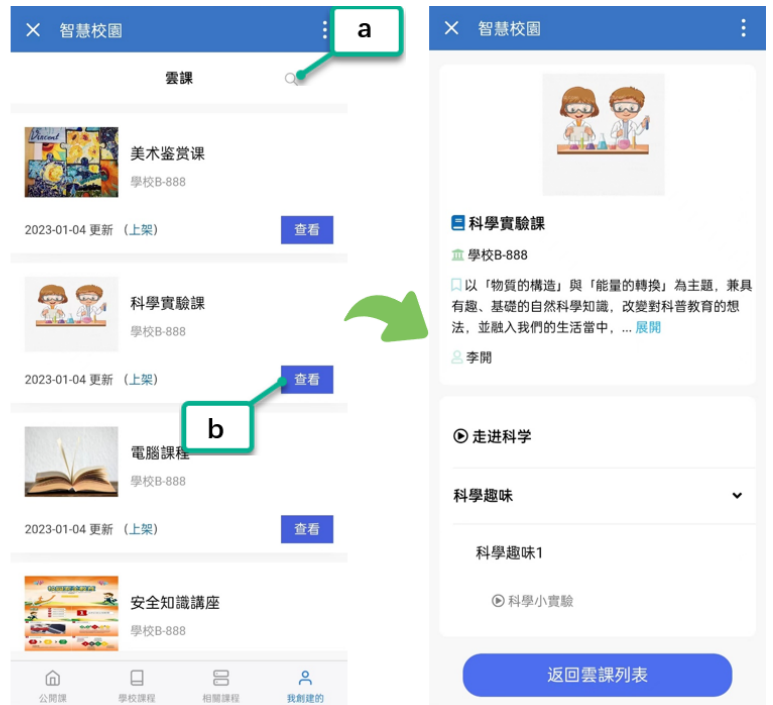 智慧校園
a
雲課
Vincent
美术鉴赏课
學校B-888
2023-01-04 更新 (上架)
查看
科學實驗課
學校B-888
2023-01-04 更新 (上架)
查看
b
電腦課程
學校B-888
2023-01-04 更新 (上架)
查看
安全知識講座
學校B-888
公開課
學校課程
相關課程
我創建的
智慧校園
科學實驗課
學校B-888
以「物質的構造」與「能量的轉換」為主題，兼具
有趣、基礎的自然科學知識，改變對科普教育的想
法，並融入我們的生活當中，... 展開
李開
走进科学
科學趣味
科學趣味1
科學小實驗
返回雲課列表